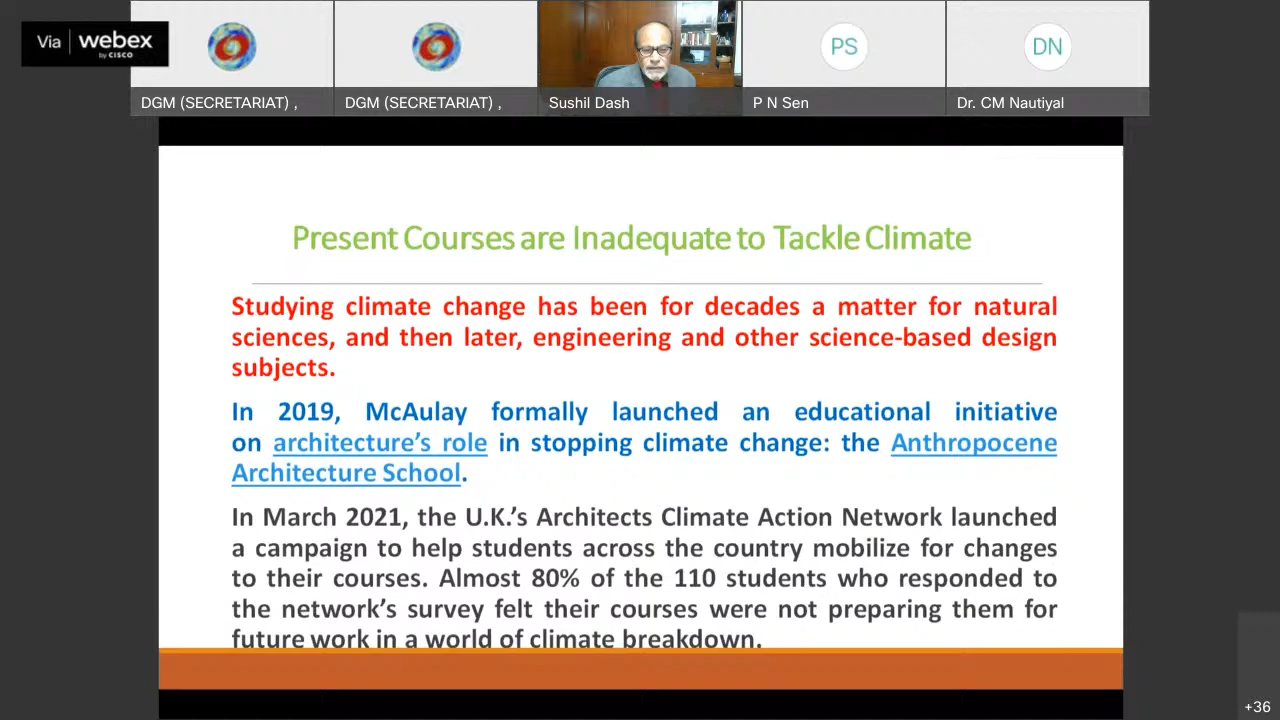 Via webex
by CISCO
DGM (SECRETARIAT) ,
DGM (SECRETARIAT) ,
Sushil Dash
PS
P N Sen
DN
Dr. CM Nautiyal
Present Courses are Inadequate to Tackle Climate
Studying climate change has been for decades a matter for natural
sciences, and then later, engineering and other science-based design
subjects.
In 2019, McAulay formally launched an educational initiative
on architecture’s role in stopping climate change: the Anthropocene
Architecture School.
In March 2021, the U.K.’s Architects Climate Action Network launched
a campaign to help students across the country mobilize for changes
to their courses. Almost 80% of the 110 students who responded to
the network’s survey felt their courses were not preparing them for
future work in a world of climate breakdown.
+36